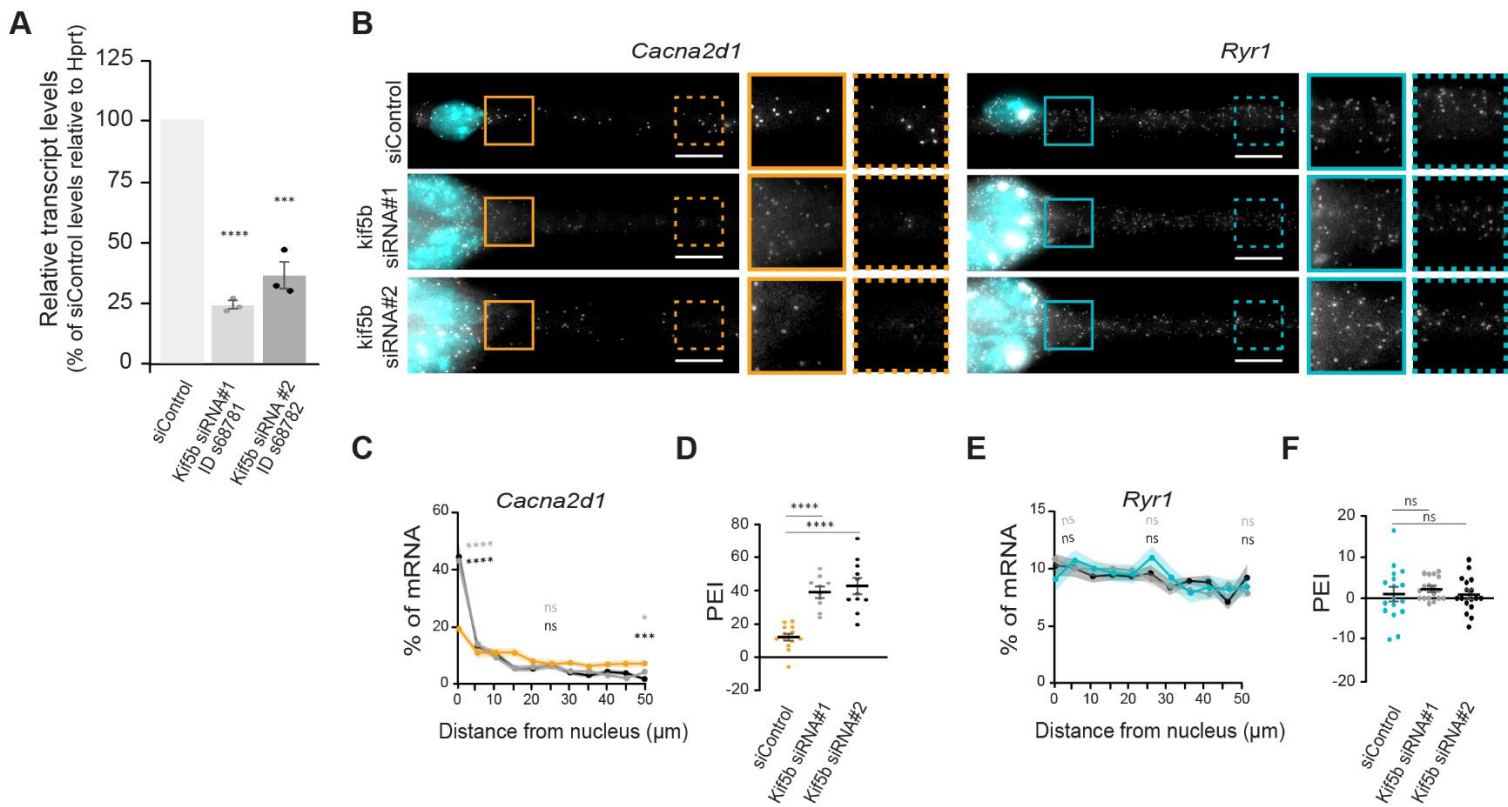 A
Relative transcript levels
(% of siControl levels relative to Hprt)
125
100
75
50
25
0
****
***
siControl
Kif5b siRNA#1
ID s68781
Kif5b siRNA #2
ID s68782
B
Cacna2d1
Ryr1
siControl
kif5b
siRNA#1
kif5b
siRNA#2
C
Cacna2d1
% of mRNA
60
40
20
0
****
****
ns
ns
*
***
0
10
20
30
40
50
Distance from nucleus (µm)
D
PEI
80
60
40
20
0
-20
****
****
siControl
Kif5b siRNA#1
Kif5b siRNA#2
E
Ryr1
% of mRNA
15
10
5
0
ns
ns
ns
ns
ns
ns
0
10
20
30
40
50
Distance from nucleus (µm)
F
PEI
20
10
0
-10
-20
ns
ns
siControl
Kif5b siRNA#1
Kif5b siRNA#2